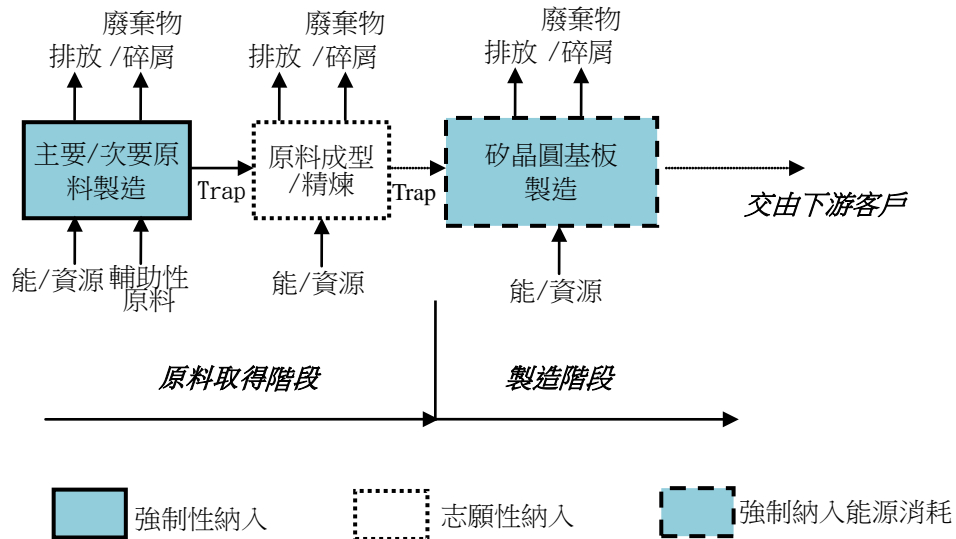 廢棄物
排放 /碎屑
廢棄物
排放 /碎屑
廢棄物
排放 /碎屑
主要/次要原
料製造
Trap
原料成型
/精煉
Trap
矽晶圓基板
製造
交由下游客戶
能/資源
輔助性
原料
能/資源
能/資源
原料取得階段
製造階段
強制性納入
志願性納入
強制納入能源消耗